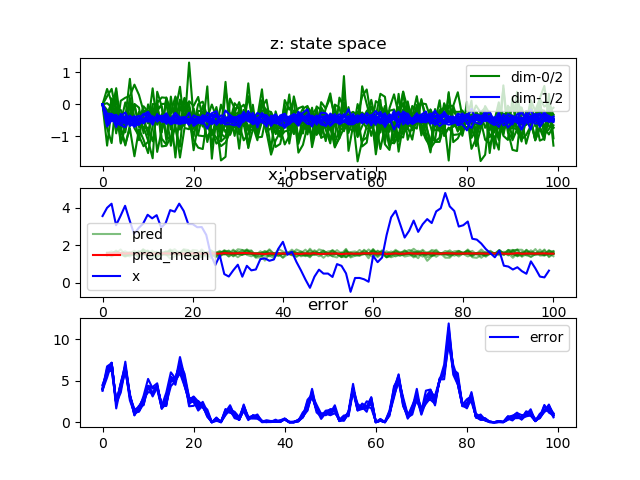 z: state space
1
0
−1
dim-0/2
dim-1/2
0 20 40 60 80 100
x: observation
4
2
0
pred
pred_mean
x
0 20 40 60 80 100
error
10
5
0
error
0 20 40 60 80 100